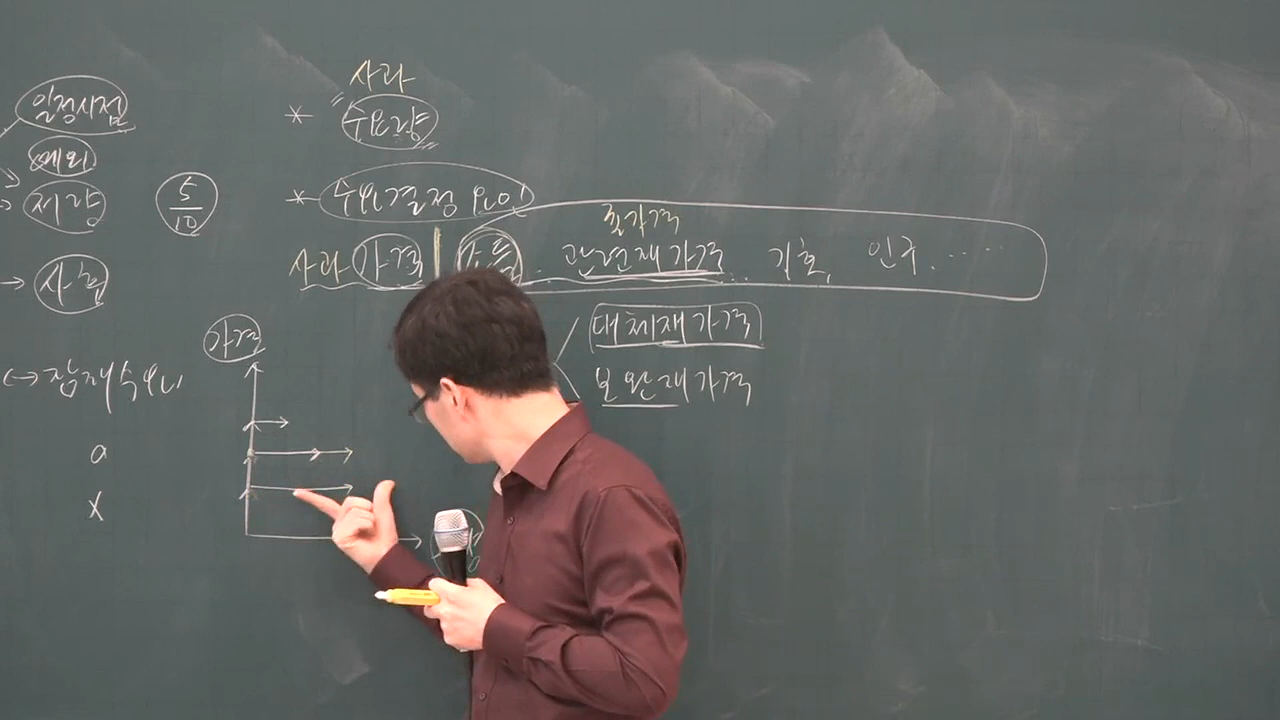 일정시점
예외
저량
5/10
사회
↔ 잠재수요
a
X
사과
* "수요량"
* 수요결정 요인
사과 가격 소득. 관련재 가격 기호, 인구 .....
대체재 가격
보완재 가격
가격